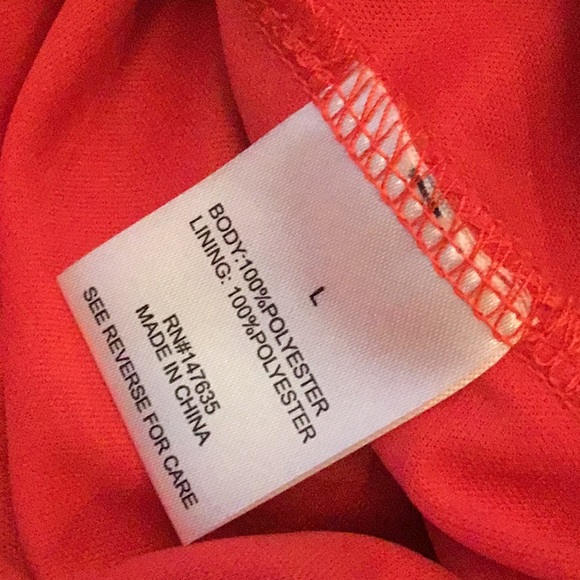 L
BODY:100%POLYESTER
LINING: 100%POLYESTER
RN#147635
MADE IN CHINA
SEE REVERSE FOR CARE